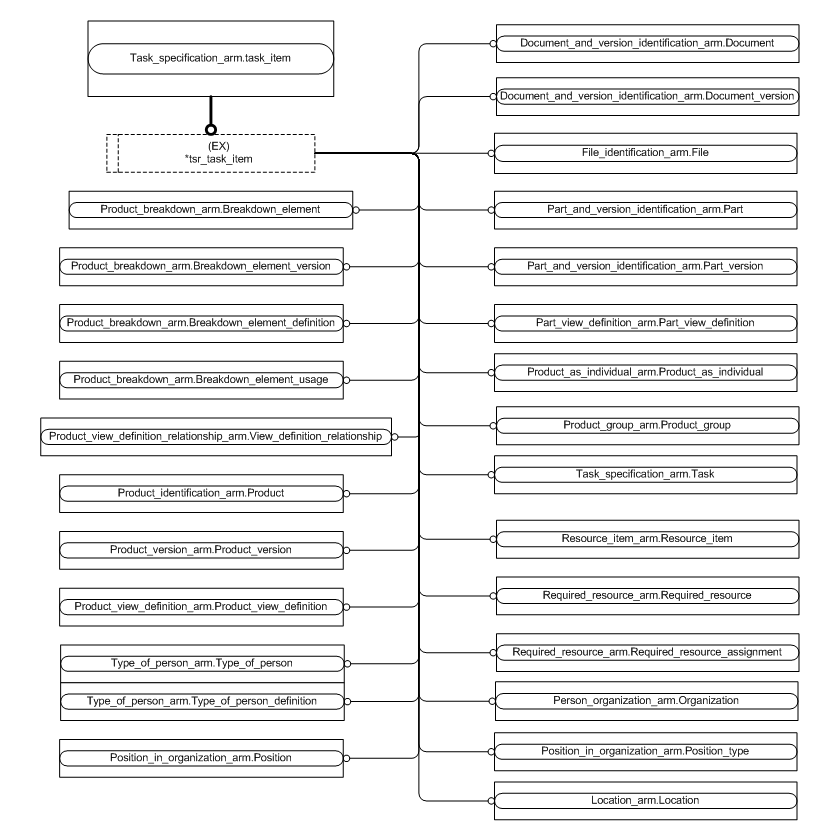 Task_specification_arm.task_item
(EX)
*tsr_task_item
Product_breakdown_arm.Breakdown_element
Product_breakdown_arm.Breakdown_element_version
Product_breakdown_arm.Breakdown_element_definition
Product_breakdown_arm.Breakdown_element_usage
Product_view_definition_relationship_arm.View_definition_relationship
Product_identification_arm.Product
Product_version_arm.Product_version
Product_view_definition_arm.Product_view_definition
Type_of_person_arm.Type_of_person
Type_of_person_arm.Type_of_person_definition
Position_in_organization_arm.Position
Document_and_version_identification_arm.Document
Document_and_version_identification_arm.Document_version
File_identification_arm.File
Part_and_version_identification_arm.Part
Part_and_version_identification_arm.Part_version
Part_view_definition_arm.Part_view_definition
Product_as_individual_arm.Product_as_individual
Product_group_arm.Product_group
Task_specification_arm.Task
Resource_item_arm.Resource_item
Required_resource_arm.Required_resource
Required_resource_arm.Required_resource_assignment
Person_organization_arm.Organization
Position_in_organization_arm.Position_type
Location_arm.Location